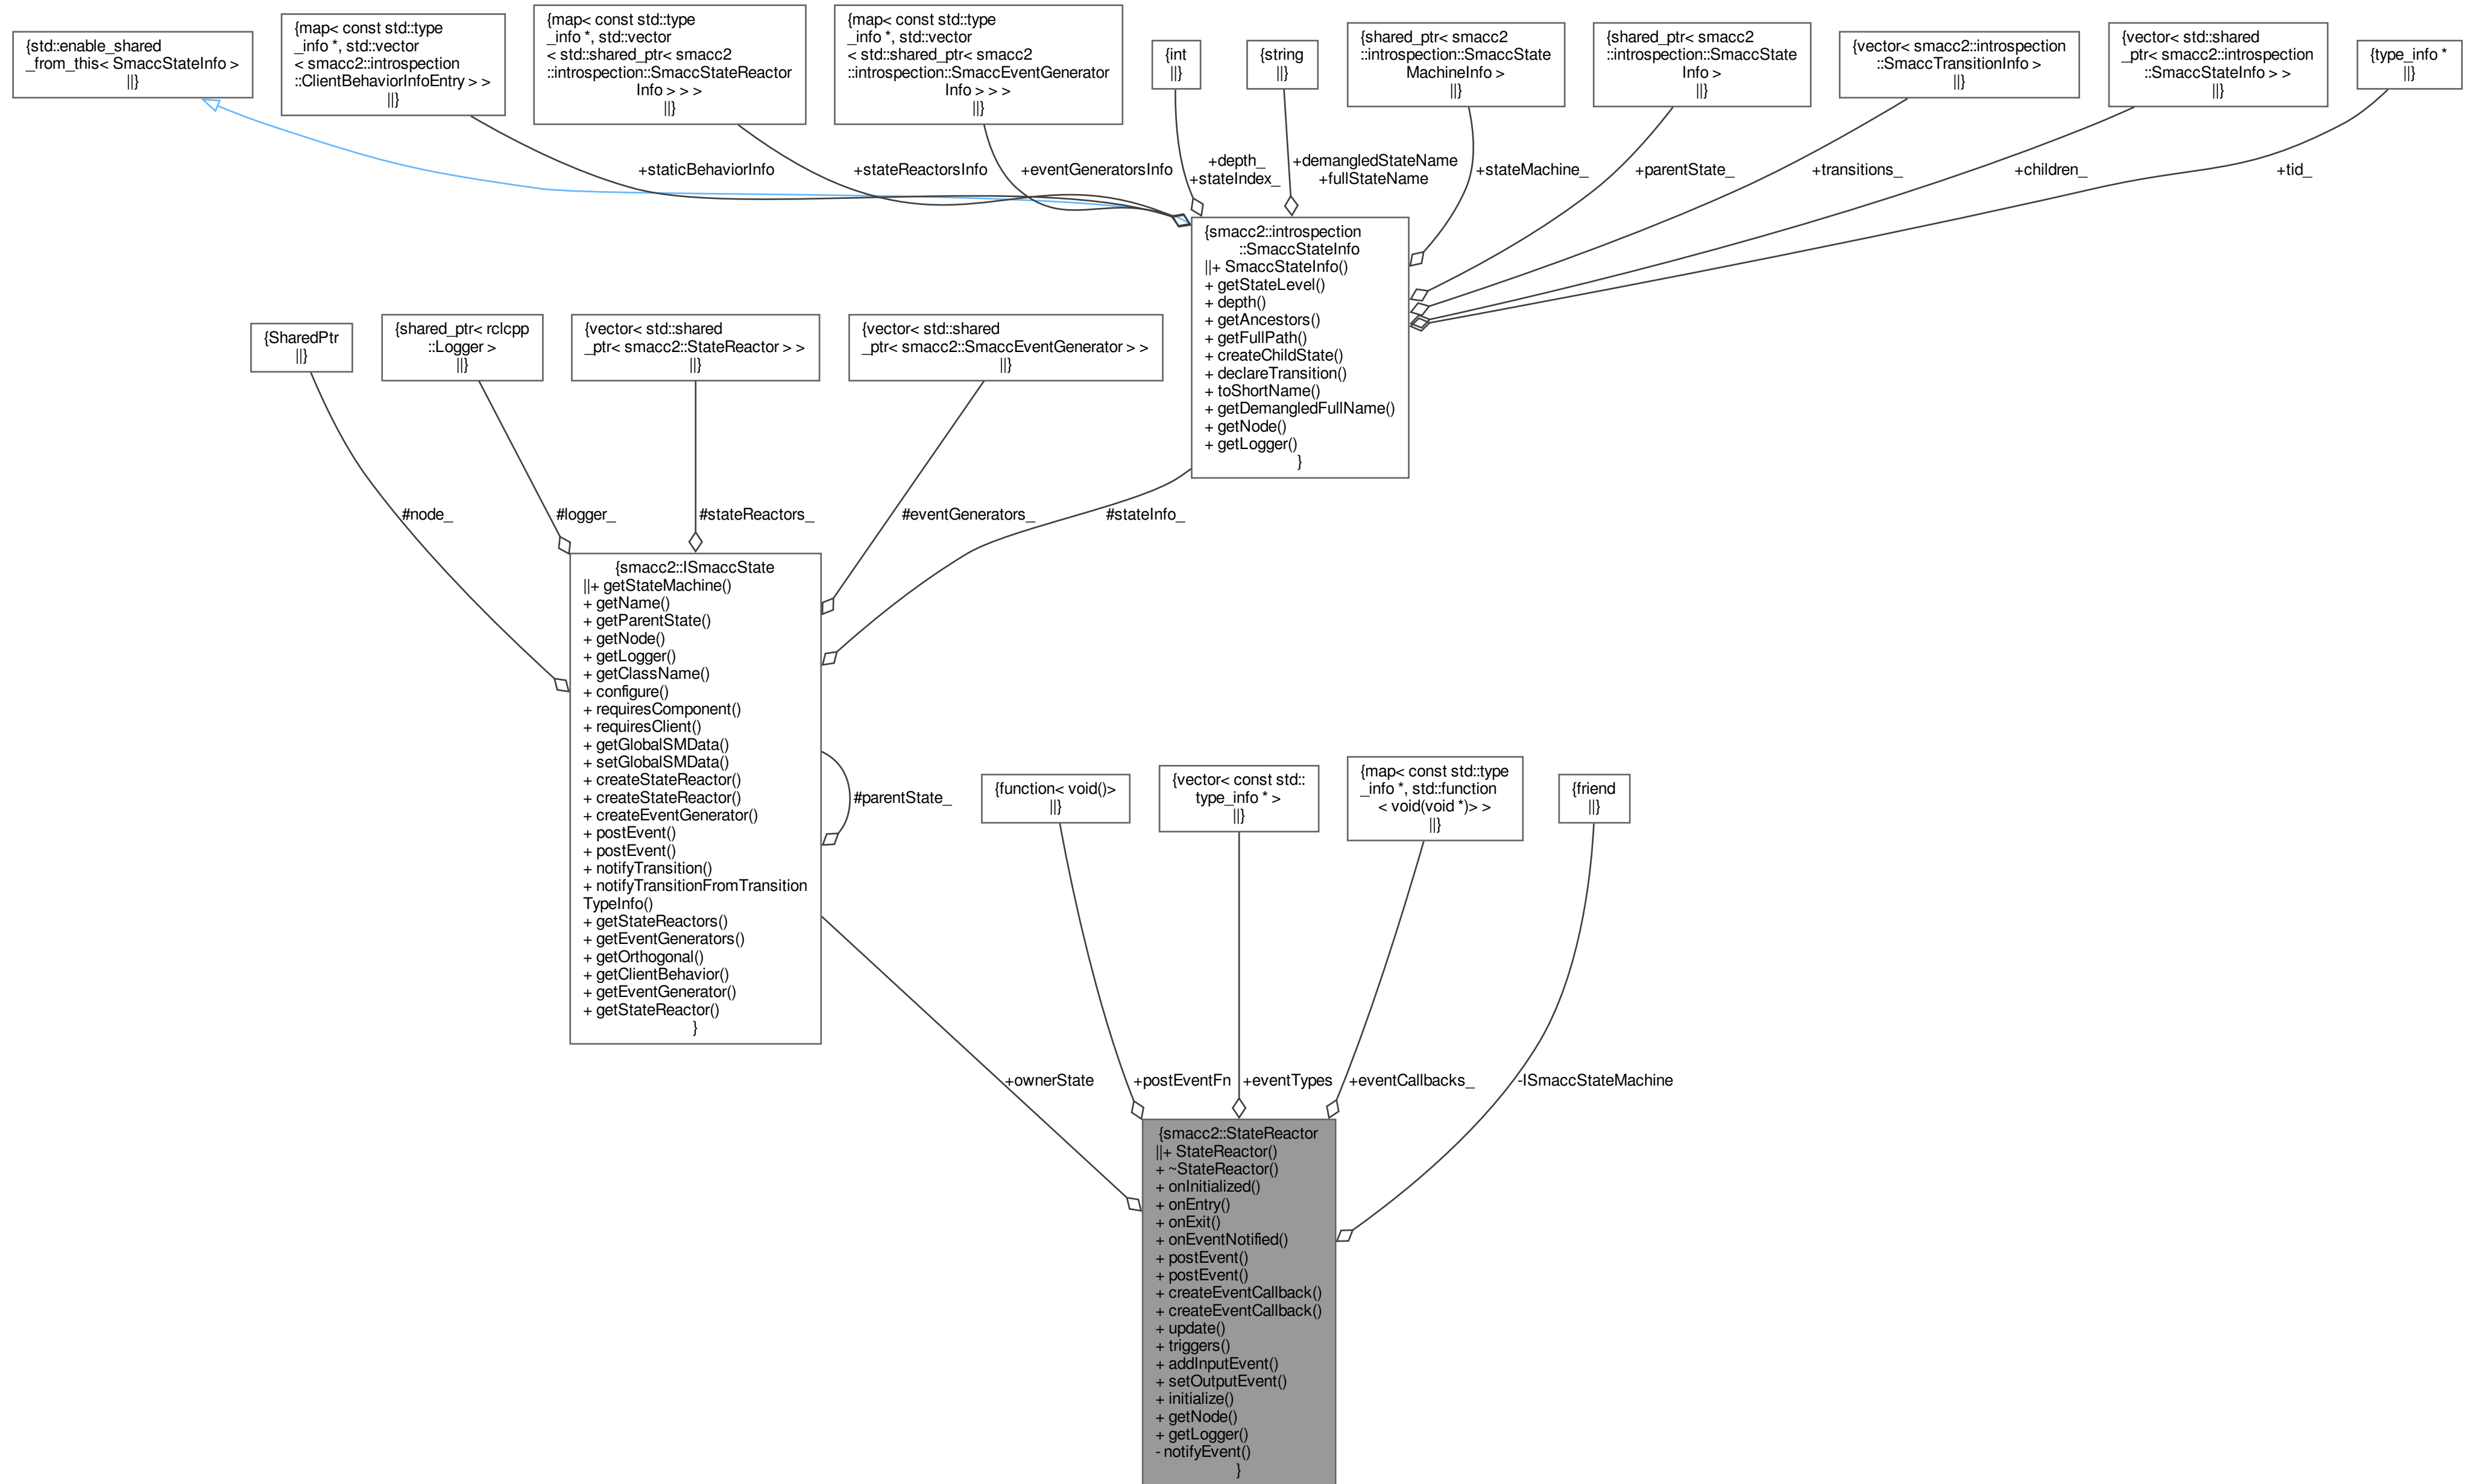 {std::enable_shared
_from_this< SmaccStateInfo >
||}
{map< const std::type
_info *, std::vector
< smacc2::introspection
::ClientBehaviorInfoEntry > >
||}
{map< const std::type
_info *, std::vector
< std::shared_ptr< smacc2
::introspection::SmaccStateReactor
Info > > >
||}
{map< const std::type
_info *, std::vector
< std::shared_ptr< smacc2
::introspection::SmaccEventGenerator
Info > > >
||}
{int
||}
{string
||}
{shared_ptr< smacc2
::introspection::SmaccState
MachineInfo >
||}
{shared_ptr< smacc2
::introspection::SmaccState
Info >
||}
{vector< smacc2::introspection
::SmaccTransitionInfo >
||}
{vector< std::shared
_ptr< smacc2::introspection
::SmaccStateInfo > >
||}
{type_info *
||}
+staticBehaviorInfo
+stateReactorsInfo
+eventGeneratorsInfo
+depth_
+stateIndex_
+demangledStateName
+fullStateName
+stateMachine_
+parentState_
+transitions_
+children_
+tid_
{smacc2::introspection
::SmaccStateInfo
||+ SmaccStateInfo()
+ getStateLevel()
+ depth()
+ getAncestors()
+ getFullPath()
+ createChildState()
+ declareTransition()
+ toShortName()
+ getDemangledFullName()
+ getNode()
+ getLogger()
}
{SharedPtr
||}
{shared_ptr< rclcpp
::Logger >
||}
{vector< std::shared
_ptr< smacc2::StateReactor > >
||}
{vector< std::shared
_ptr< smacc2::SmaccEventGenerator > >
||}
#node_
#logger_
#stateReactors_
#eventGenerators_
#stateInfo_
{smacc2::ISmaccState
||+ getStateMachine()
+ getName()
+ getParentState()
+ getNode()
+ getLogger()
+ getClassName()
+ configure()
+ requiresComponent()
+ requiresClient()
+ getGlobalSMData()
+ setGlobalSMData()
+ createStateReactor()
+ createStateReactor()
+ createEventGenerator()
+ postEvent()
+ postEvent()
+ notifyTransition()
+ notifyTransitionFromTransition
TypeInfo()
+ getStateReactors()
+ getEventGenerators()
+ getOrthogonal()
+ getClientBehavior()
+ getEventGenerator()
+ getStateReactor()
}
#parentState_
{function< void()>
||}
{vector< const std::
type_info * >
||}
{map< const std::type
_info *, std::function
< void(void *)> >
||}
{friend
||}
+ownerState
+postEventFn
+eventTypes
+eventCallbacks_
-ISmaccStateMachine
{smacc2::StateReactor
||+ StateReactor()
+ ~StateReactor()
+ onInitialized()
+ onEntry()
+ onExit()
+ onEventNotified()
+ postEvent()
+ postEvent()
+ createEventCallback()
+ createEventCallback()
+ update()
+ triggers()
+ addInputEvent()
+ setOutputEvent()
+ initialize()
+ getNode()
+ getLogger()
- notifyEvent()
}